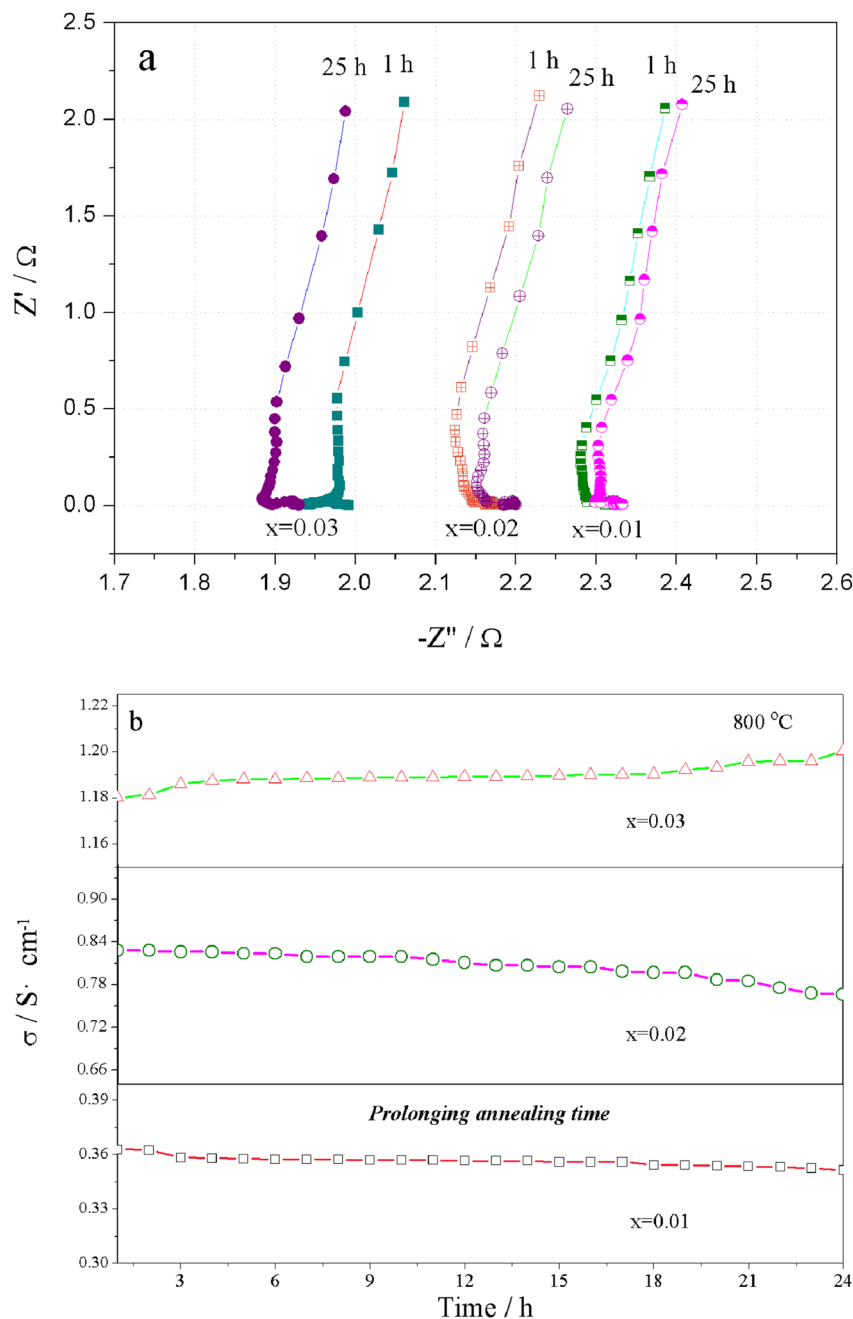 a
25 h
1 h
1 h
25 h
1 h
25 h
2.5
2.0
1.5
1.0
0.5
0.0
Z' / Ω
x=0.03
x=0.02
x=0.01
1.7 1.8 1.9 2.0 2.1 2.2 2.3 2.4 2.5 2.6
-Z" / Ω
b
800 °C
1.22
1.20
1.18
1.16
x=0.03
0.90
0.84
0.78
0.72
0.66
x=0.02
σ / S· cm⁻¹
Prolonging annealing time
0.39
0.36
0.33
0.30
x=0.01
3 6 9 12 15 18 21 24
Time / h